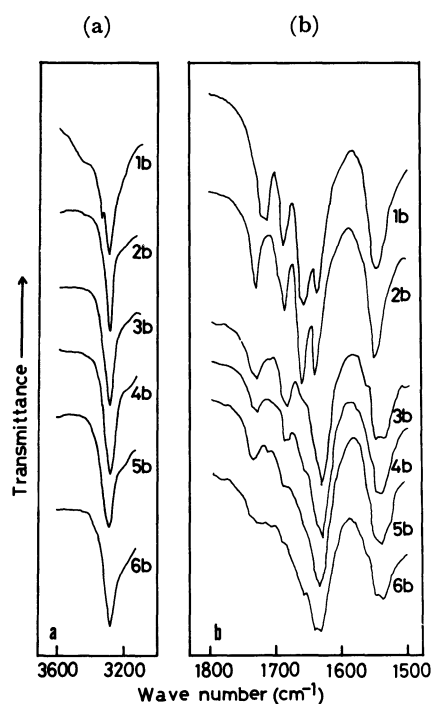 (a) (b)
1b
2b
3b
4b
5b
6b
1b
2b
3b
4b
5b
6b
Transmittance
a
b
3600 3200 1800 1700 1600 1500
Wave number (cm⁻¹)